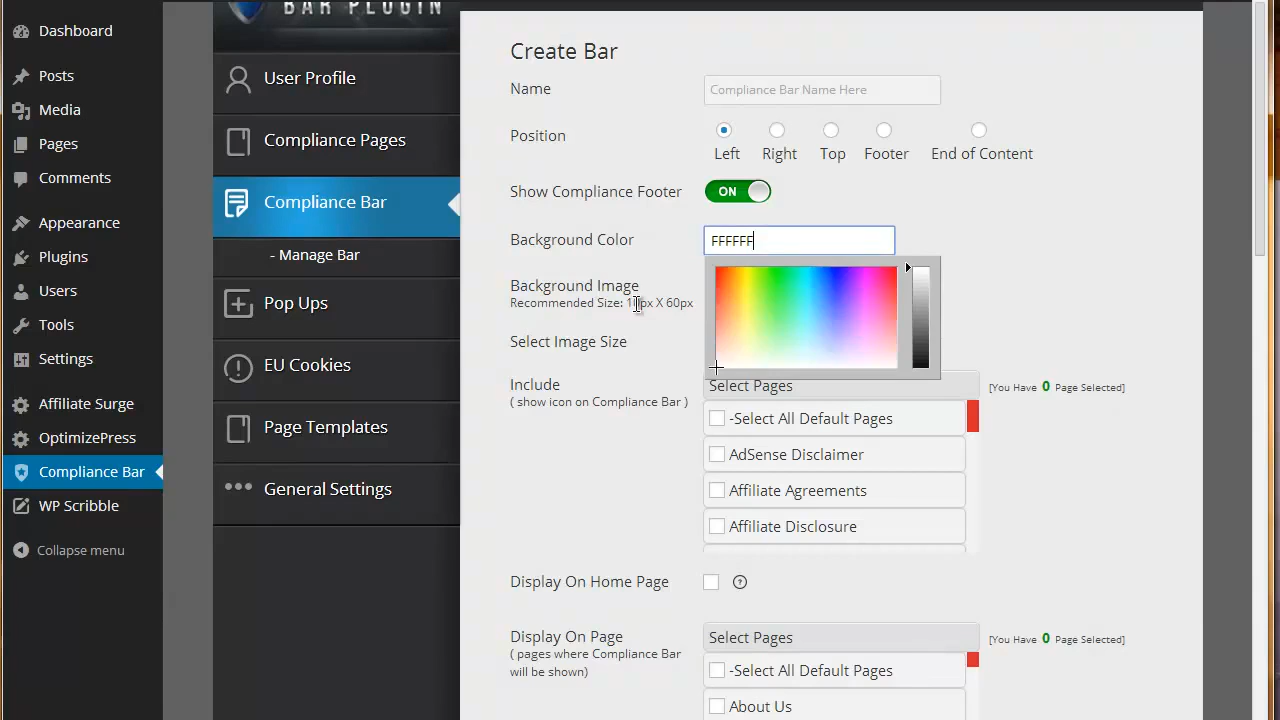 Dashboard
Posts
Media
Pages
Comments
Appearance
Plugins
Users
Tools
Settings
Affiliate Surge
OptimizePress
Compliance Bar
WP Scribble
Collapse menu
BAR PLUGIN
User Profile
Compliance Pages
Compliance Bar
- Manage Bar
Pop Ups
EU Cookies
Page Templates
General Settings
Create Bar
Name
Compliance Bar Name Here
Position
Left
Right
Top
Footer
End of Content
Show Compliance Footer
ON
Background Color
FFFFFF
Background Image
Recommended Size: X 60px
Select Image Size
Include
( show icon on Compliance Bar )
Select Pages
[You Have 0 Page Selected]
-Select All Default Pages
AdSense Disclaimer
Affiliate Agreements
Affiliate Disclosure
Display On Home Page
?
Display On Page
( pages where Compliance Bar
will be shown)
Select Pages
[You Have 0 Page Selected]
-Select All Default Pages
About Us